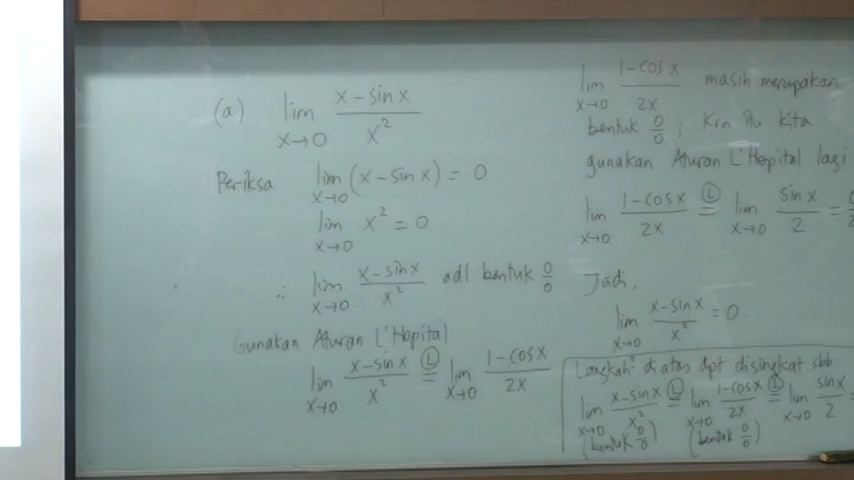 (a) lim x→0 x - sin x / x²
Periksa lim x→0 (x - sin x) = 0
lim x→0 x² = 0
∴ lim x→0 x - sin x / x² adl bentuk 0/0
Gunakan Aturan L'Hopital
lim x→0 x - sin x / x² Ⓛ= lim x→0 1 - cos x / 2x
lim x→0 1 - cos x / 2x masih merupakan
bentuk 0/0 ; Krn itu Kita
gunakan Aturan L'Hopital lagi
lim x→0 1 - cos x / 2x Ⓛ= lim x→0 sin x / 2 =
Jadi,
lim x→0 x - sin x / x² = 0
Langkah² di atas dpt disingkat sbb
lim x→0 x - sin x / x² Ⓛ= lim x→0 1 - cos x / 2x Ⓛ= lim x→0 sin x / 2 =
(bentuk 0/0) (bentuk 0/0)